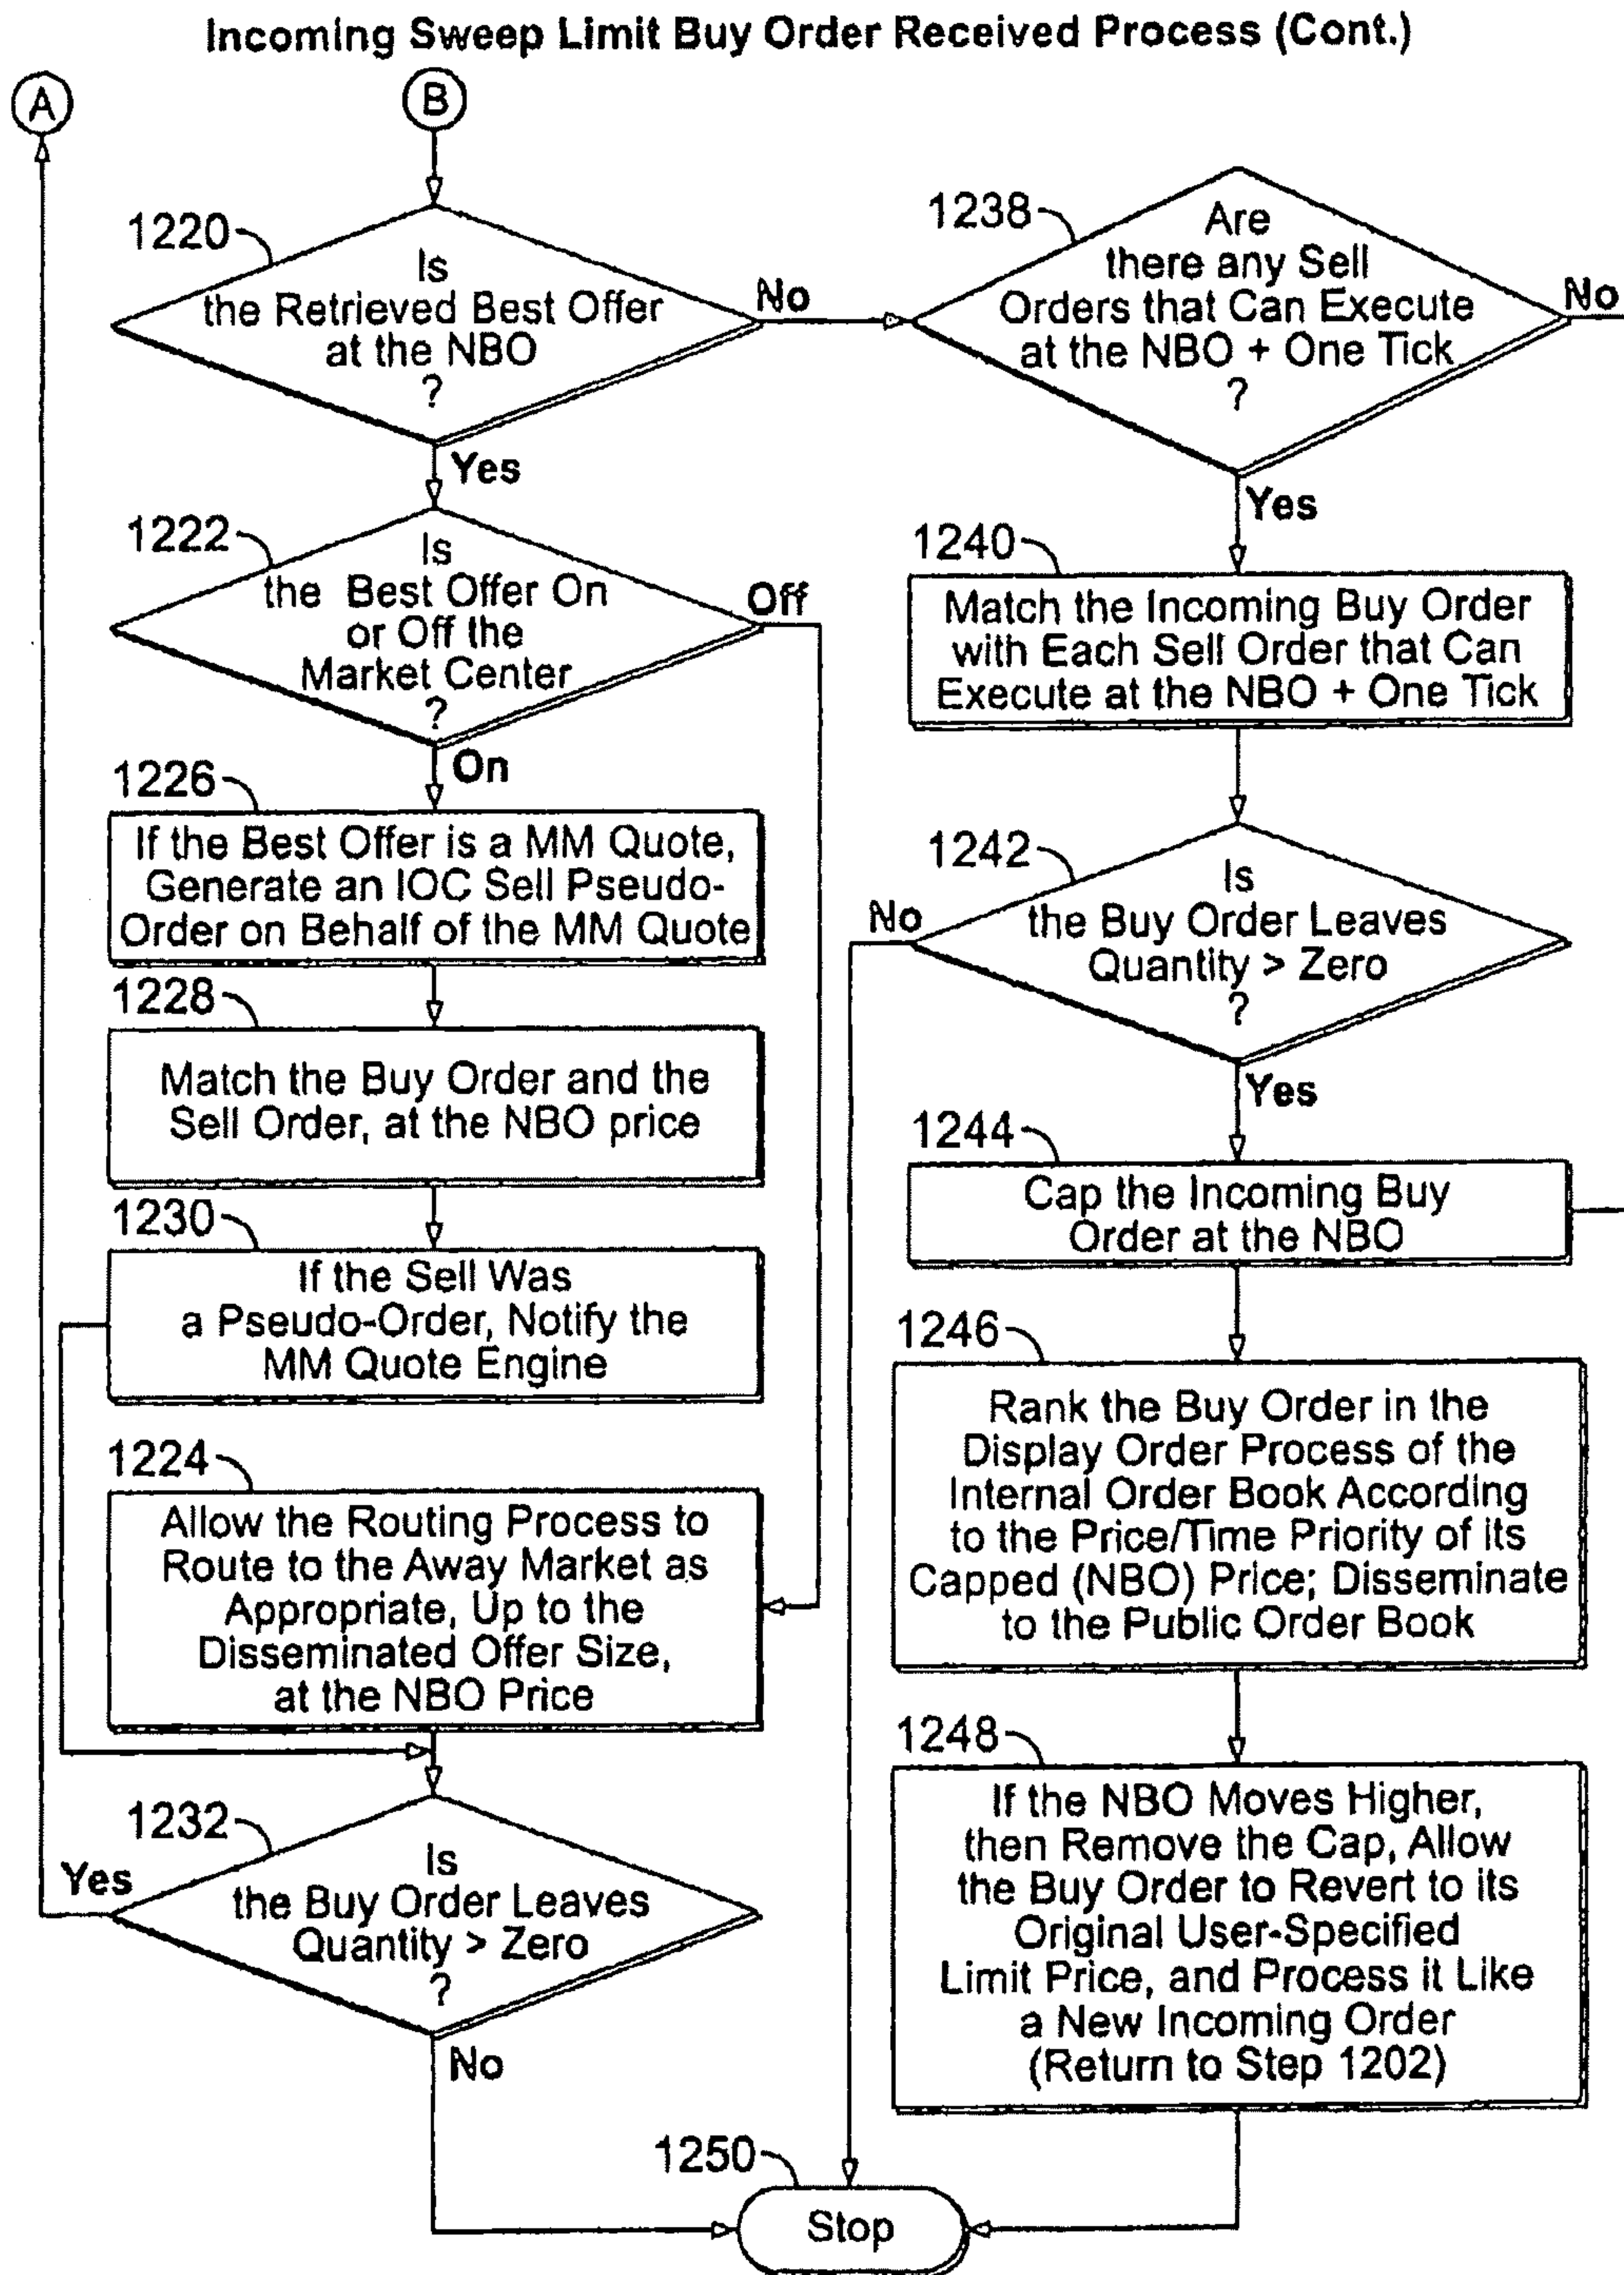 Incoming Sweep Limit Buy Order Received Process (Cont.)
A
B
1220
Is
the Retrieved Best Offer
at the NBO
?
No
Yes
1222
Is
the Best Offer On
or Off the
Market Center
?
Off
On
1226
If the Best Offer is a MM Quote,
Generate an IOC Sell Pseudo-
Order on Behalf of the MM Quote
1228
Match the Buy Order and the
Sell Order, at the NBO price
1230
If the Sell Was
a Pseudo-Order, Notify the
MM Quote Engine
1224
Allow the Routing Process to
Route to the Away Market as
Appropriate, Up to the
Disseminated Offer Size,
at the NBO Price
1232
Is
the Buy Order Leaves
Quantity > Zero
?
Yes
No
1238
Are
there any Sell
Orders that Can Execute
at the NBO + One Tick
?
No
Yes
1240
Match the Incoming Buy Order
with Each Sell Order that Can
Execute at the NBO + One Tick
1242
Is
the Buy Order Leaves
Quantity > Zero
?
No
Yes
1244
Cap the Incoming Buy
Order at the NBO
1246
Rank the Buy Order in the
Display Order Process of the
Internal Order Book According
to the Price/Time Priority of its
Capped (NBO) Price; Disseminate
to the Public Order Book
1248
If the NBO Moves Higher,
then Remove the Cap, Allow
the Buy Order to Revert to its
Original User-Specified
Limit Price, and Process it Like
a New Incoming Order
(Return to Step 1202)
1250
Stop